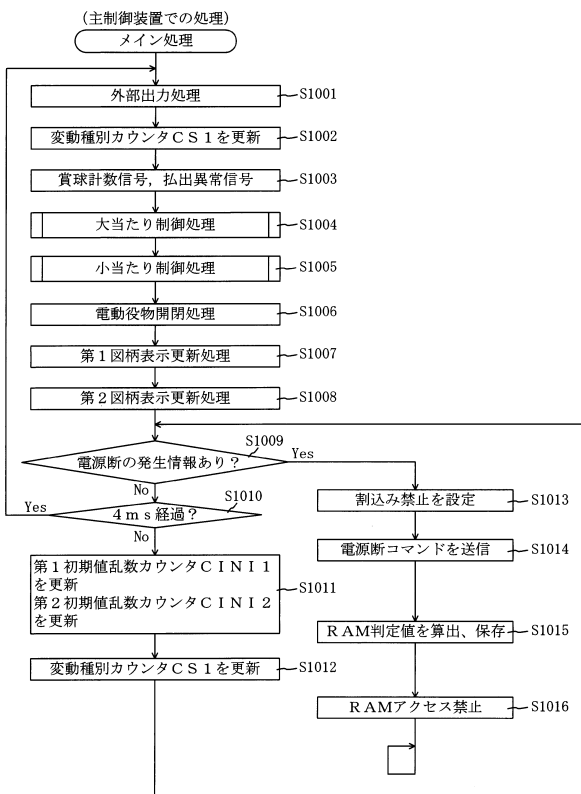 (主制御装置での処理)
メイン処理
外部出力処理
S1001
変動種別カウンタCS1を更新
S1002
賞球計数信号,払出異常信号
S1003
大当たり制御処理
S1004
小当たり制御処理
S1005
電動役物開閉処理
S1006
第1図柄表示更新処理
S1007
第2図柄表示更新処理
S1008
電源断の発生情報あり?
S1009
Yes
No
4ms経過?
S1010
Yes
No
第1初期値乱数カウンタCINI1
を更新
第2初期値乱数カウンタCINI2
を更新
S1011
変動種別カウンタCS1を更新
S1012
割込み禁止を設定
S1013
電源断コマンドを送信
S1014
RAM判定値を算出、保存
S1015
RAMアクセス禁止
S1016